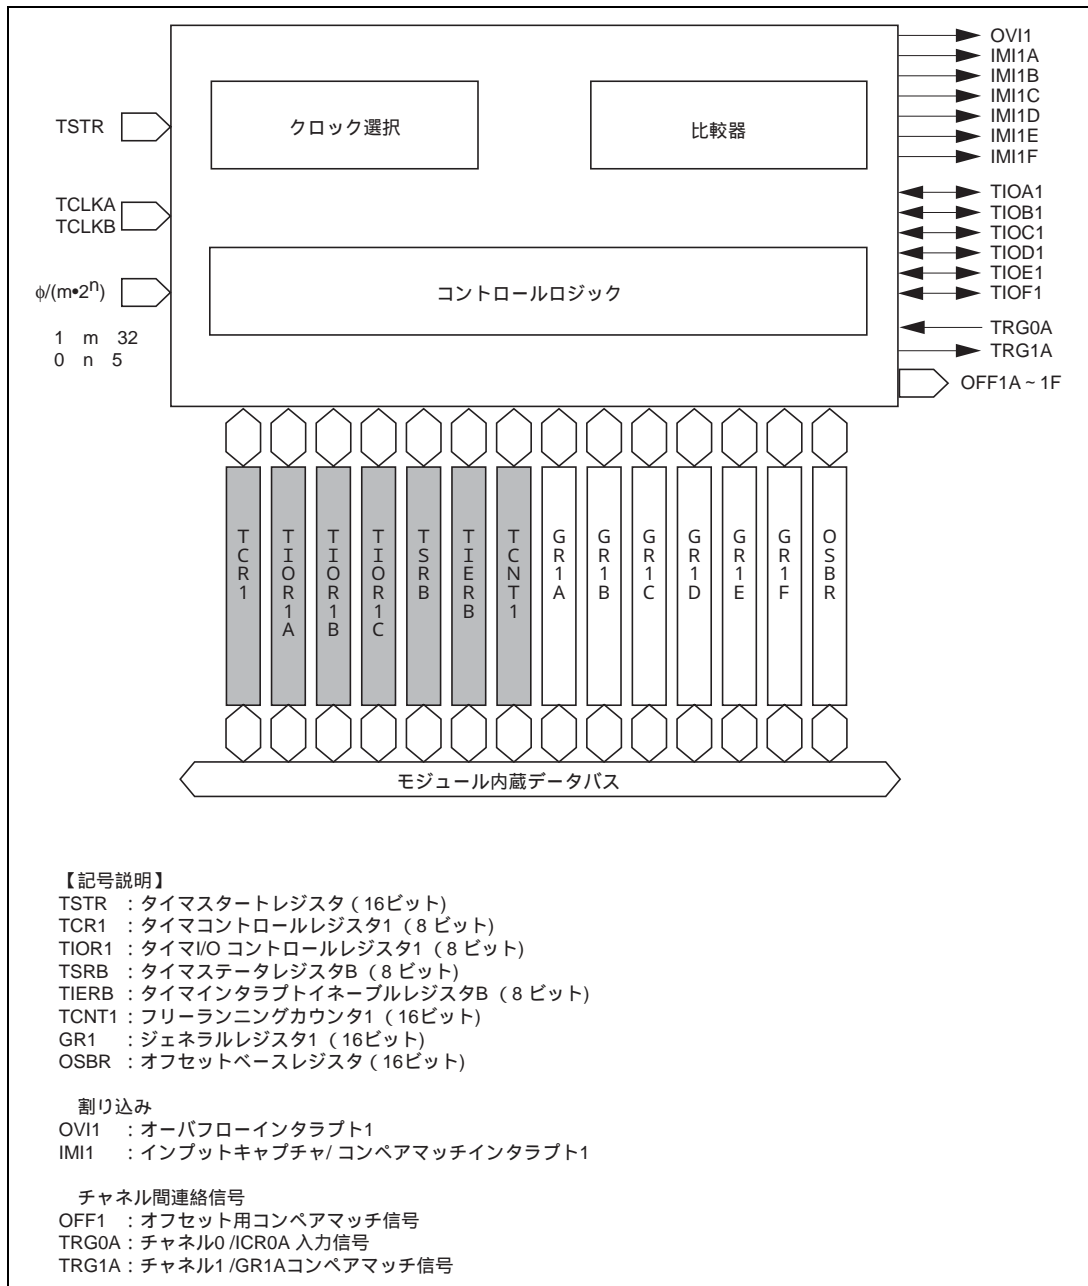 OVI1
IMI1A
IMI1B
IMI1C
IMI1D
IMI1E
IMI1F
TSTR
クロック選択
比較器
TCLKA
TCLKB
TIOA1
TIOB1
TIOC1
TIOD1
TIOE1
TIOF1
φ/(m•2ⁿ)
コントロールロジック
1 m 32
0 n 5
TRG0A
TRG1A
OFF1A ~ 1F
TCR1
TIOR1A
TIOR1B
TIOR1C
TSRB
TIERB
TCNT1
GR1A
GR1B
GR1C
GR1D
GR1E
GR1F
OSBR
モジュール内蔵データバス
【記号説明】
TSTR :タイマスタートレジスタ(16ビット)
TCR1 :タイマコントロールレジスタ1(8 ビット)
TIOR1 :タイマI/O コントロールレジスタ1(8 ビット)
TSRB :タイマステータレジスタB(8 ビット)
TIERB :タイマインタラプトイネーブルレジスタB(8 ビット)
TCNT1:フリーランニングカウンタ1(16ビット)
GR1 :ジェネラルレジスタ1(16ビット)
OSBR :オフセットベースレジスタ(16ビット)
割り込み
OVI1 :オーバフローインタラプト1
IMI1 :インプットキャプチャ/ コンペアマッチインタラプト1
チャネル間連絡信号
OFF1 :オフセット用コンペアマッチ信号
TRG0A:チャネル0 /ICR0A 入力信号
TRG1A:チャネル1 /GR1Aコンペアマッチ信号